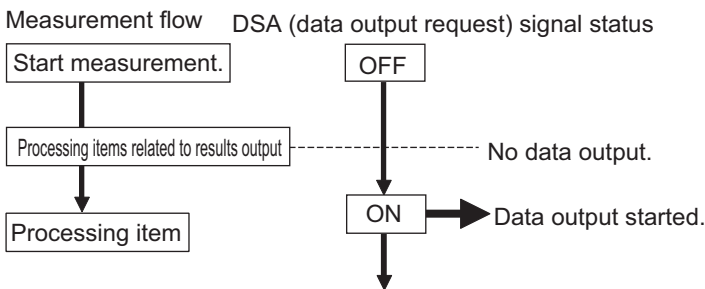 Measurement flow
DSA (data output request) signal status
Start measurement.
OFF
Processing items related to results output
No data output.
ON
Data output started.
Processing item